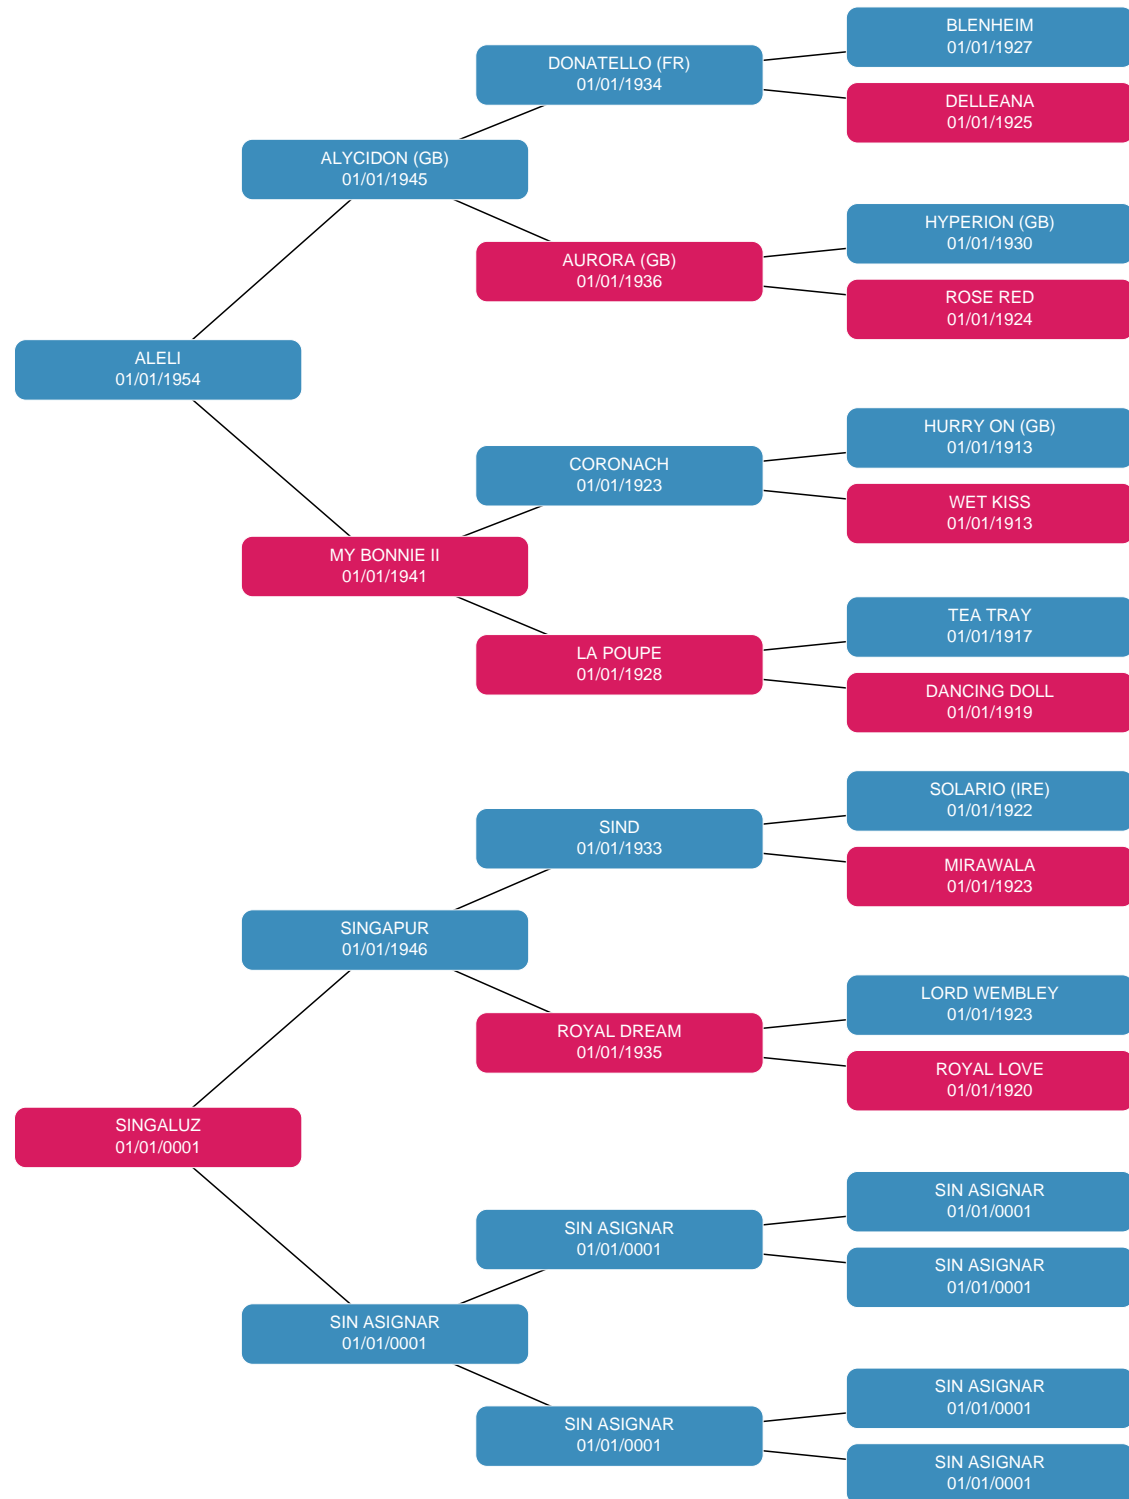 BLENHEIM
01/01/1927
DONATELLO (FR)
01/01/1934
DELLEANA
01/01/1925
ALYCIDON (GB)
01/01/1945
HYPERION (GB)
01/01/1930
AURORA (GB)
01/01/1936
ROSE RED
01/01/1924
ALELI
01/01/1954
HURRY ON (GB)
01/01/1913
CORONACH
01/01/1923
WET KISS
01/01/1913
MY BONNIE II
01/01/1941
TEA TRAY
01/01/1917
LA POUPE
01/01/1928
DANCING DOLL
01/01/1919
SOLARIO (IRE)
01/01/1922
SIND
01/01/1933
MIRAWALA
01/01/1923
SINGAPUR
01/01/1946
LORD WEMBLEY
01/01/1923
ROYAL DREAM
01/01/1935
ROYAL LOVE
01/01/1920
SINGALUZ
01/01/0001
SIN ASIGNAR
01/01/0001
SIN ASIGNAR
01/01/0001
SIN ASIGNAR
01/01/0001
SIN ASIGNAR
01/01/0001
SIN ASIGNAR
01/01/0001
SIN ASIGNAR
01/01/0001
SIN ASIGNAR
01/01/0001